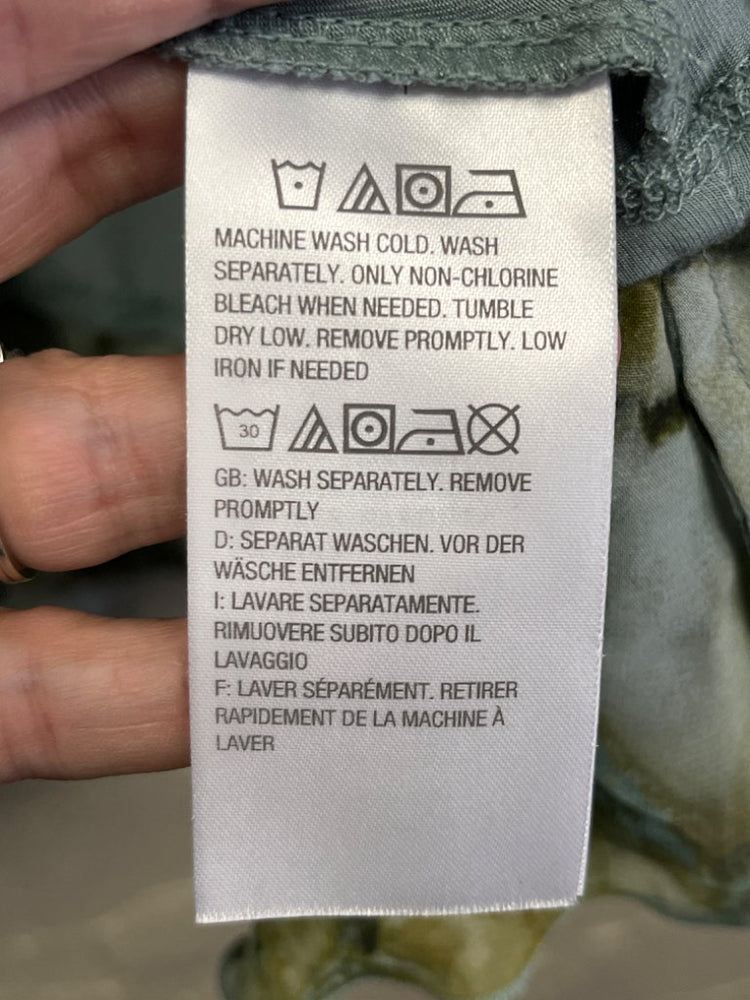 MACHINE WASH COLD. WASH
SEPARATELY. ONLY NON-CHLORINE
BLEACH WHEN NEEDED. TUMBLE
DRY LOW. REMOVE PROMPTLY. LOW
IRON IF NEEDED
30
GB: WASH SEPARATELY. REMOVE
PROMPTLY
D: SEPARAT WASCHEN. VOR DER
WÄSCHE ENTFERNEN
I: LAVARE SEPARATAMENTE.
RIMUOVERE SUBITO DOPO IL
LAVAGGIO
F: LAVER SÉPARÉMENT. RETIRER
RAPIDEMENT DE LA MACHINE À
LAVER